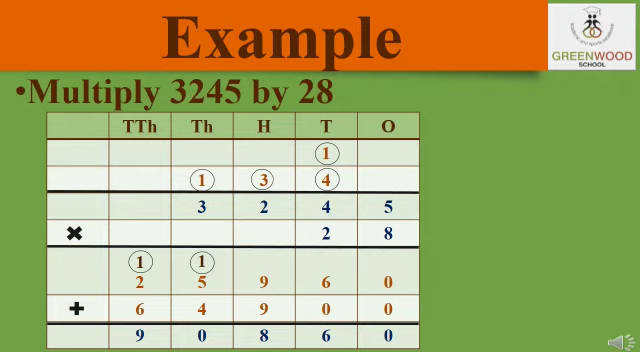 Example
GREENWOOD
SCHOOL
•Multiply 3245 by 28
TTh Th H T O
1
1 3 4
3 2 4 5
× 2 8
1 1
2 5 9 6 0
+ 6 4 9 0 0
9 0 8 6 0